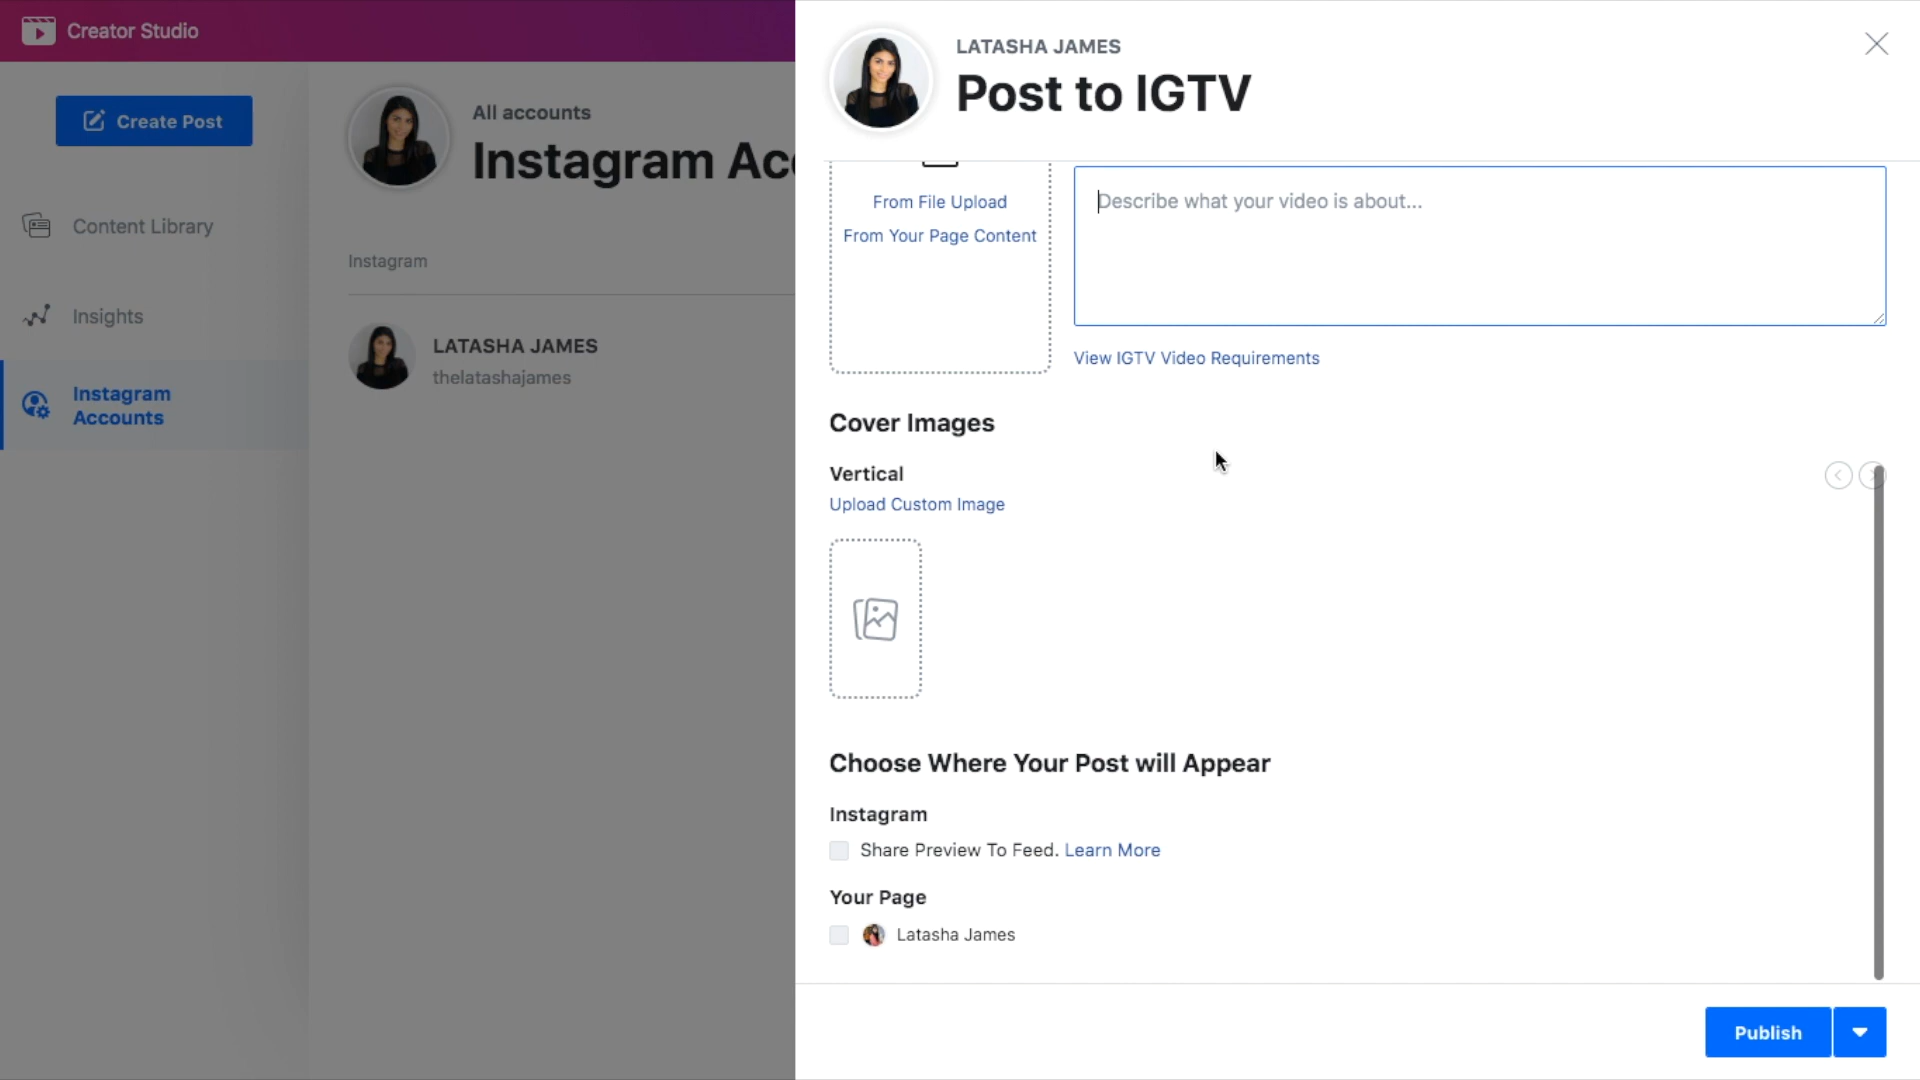 Creator Studio
Create Post
Content Library
Insights
Instagram
Accounts
All accounts
Instagram Acc
Instagram
LATASHA JAMES
thelatashajames
LATASHA JAMES
Post to IGTV
From File Upload
From Your Page Content
Describe what your video is about...
View IGTV Video Requirements
Cover Images
Vertical
Upload Custom Image
Choose Where Your Post will Appear
Instagram
Share Preview To Feed. Learn More
Your Page
Latasha James
Publish